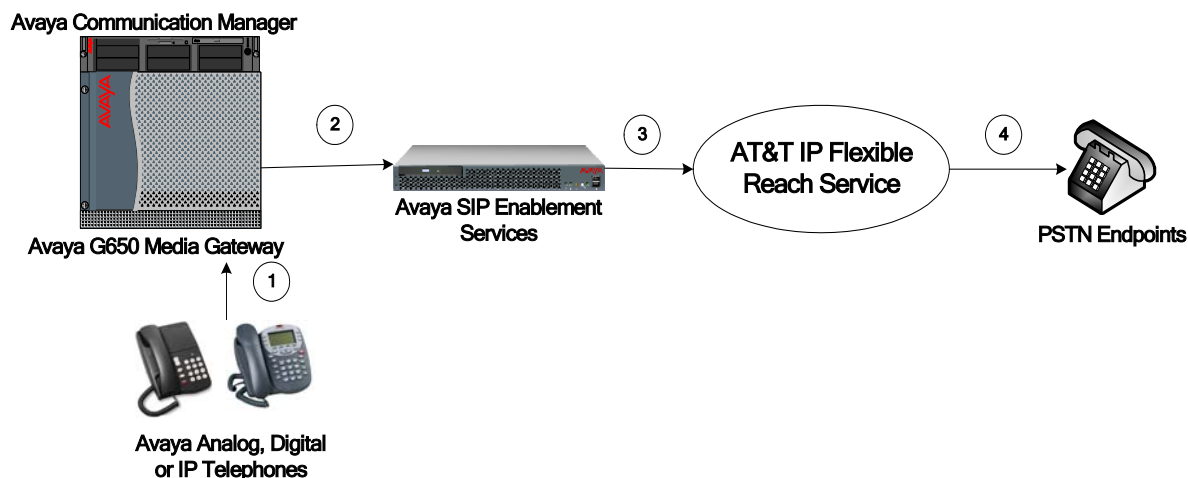 Avaya Communication Manager
AVAYA
2
3
4
AT&T IP Flexible
Reach Service
AVAYA
Avaya SIP Enablement
Services
PSTN Endpoints
Avaya G650 Media Gateway
1
Avaya Analog, Digital
or IP Telephones